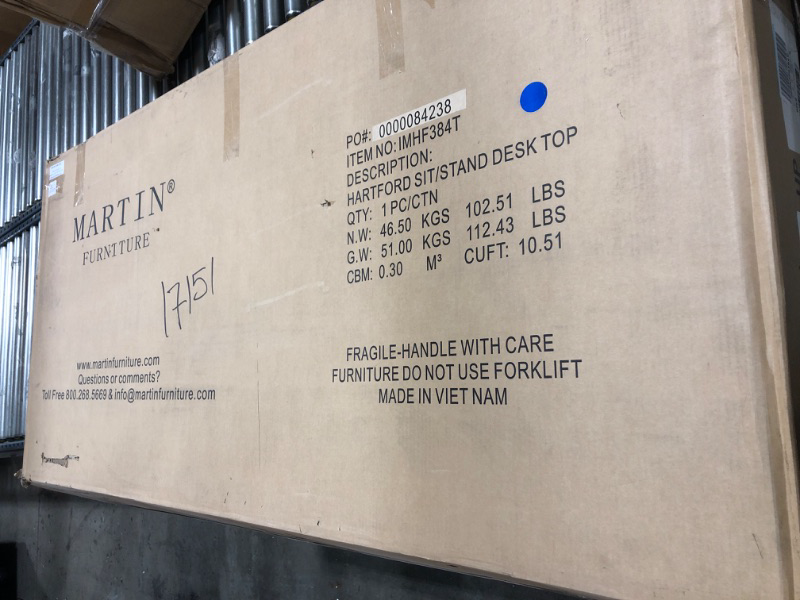 MARTIN®
FURNITURE
17151
www.martinfurniture.com
Questions or comments?
Toll Free 800.268.5669 & info@martinfurniture.com
PO#: 0000084238
ITEM NO: IMHF384T
DESCRIPTION:
HARTFORD SIT/STAND DESK TOP
QTY: 1 PC/CTN
N.W: 46.50 KGS 102.51 LBS
G.W: 51.00 KGS 112.43 LBS
CBM: 0.30 M³ CUFT: 10.51
FRAGILE-HANDLE WITH CARE
FURNITURE DO NOT USE FORKLIFT
MADE IN VIET NAM